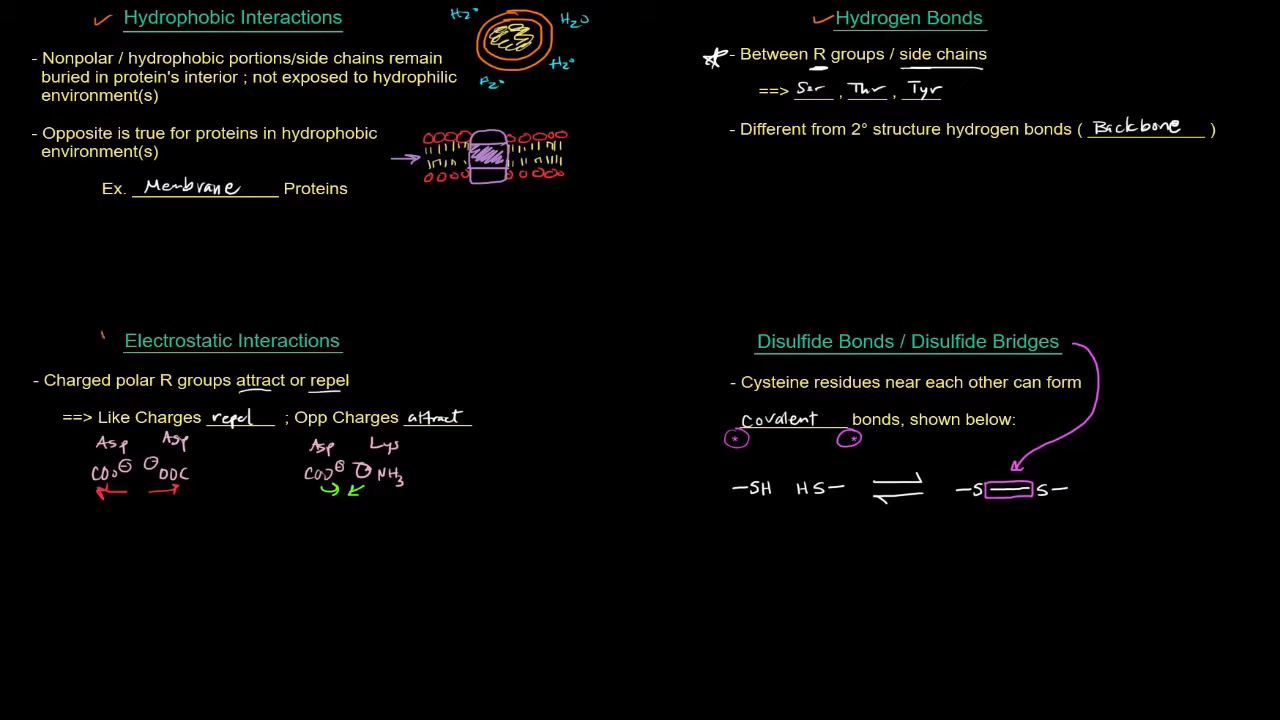 Hydrophobic Interactions
H₂O
H₂O
H₂O
H₂O
- Nonpolar / hydrophobic portions/side chains remain
buried in protein's interior ; not exposed to hydrophilic
environment(s)
- Opposite is true for proteins in hydrophobic
environment(s)
Ex. Membrane Proteins
Hydrogen Bonds
- Between R groups / side chains
==> Ser , Thr , Tyr
- Different from 2° structure hydrogen bonds ( Backbone )
Electrostatic Interactions
- Charged polar R groups attract or repel
==> Like Charges repel ; Opp Charges attract
Asp Asp Asp Lys
COO⊖ ⊖OOC COO⊖ NH₃
Disulfide Bonds / Disulfide Bridges
- Cysteine residues near each other can form
* covalent * bonds, shown below:
-SH HS- ⇌ -S—S-